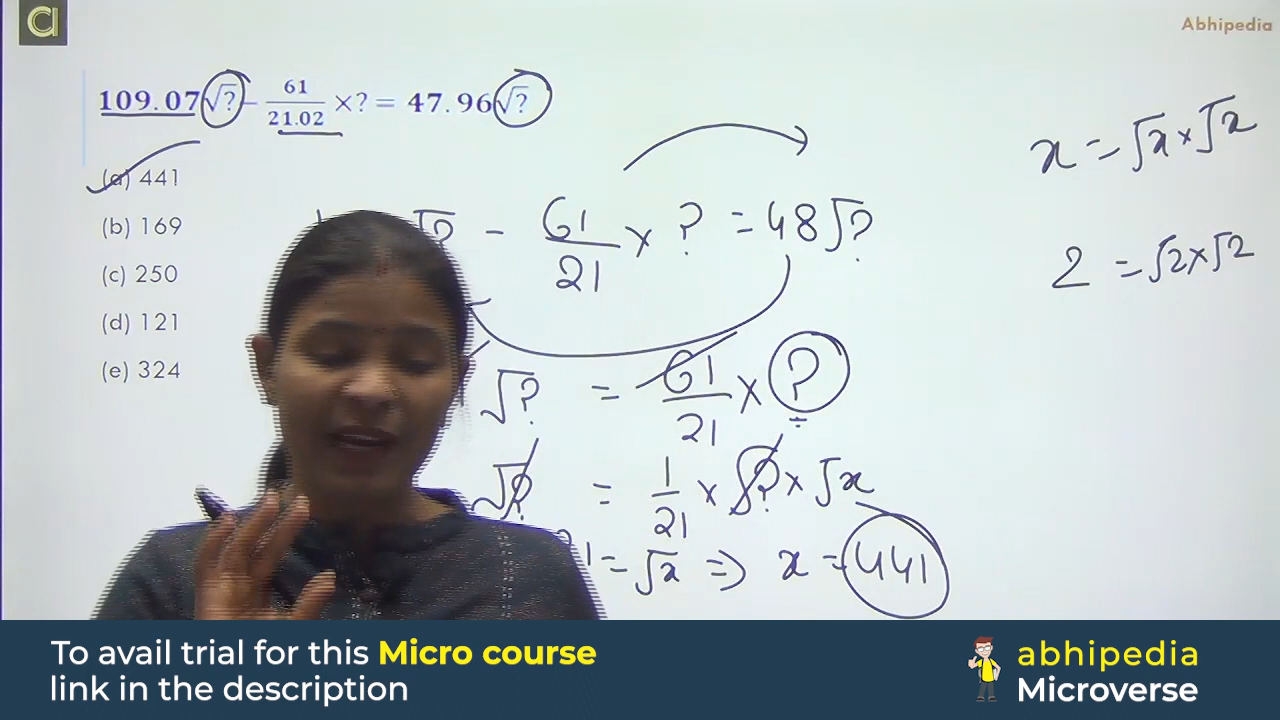 Abhipedia
109.07√? − 61/21.02 ×? = 47.96√?
(a) 441
(b) 169
(c) 250
(d) 121
(e) 324
√? − 61/21 × ? = 48√?
√? = 61/21 × ?
√? = 1/21 × √? × √x
= √x ⇒ x = 441
x = √x × √x
2 = √2 × √2
To avail trial for this Micro course
link in the description
abhipedia
Microverse